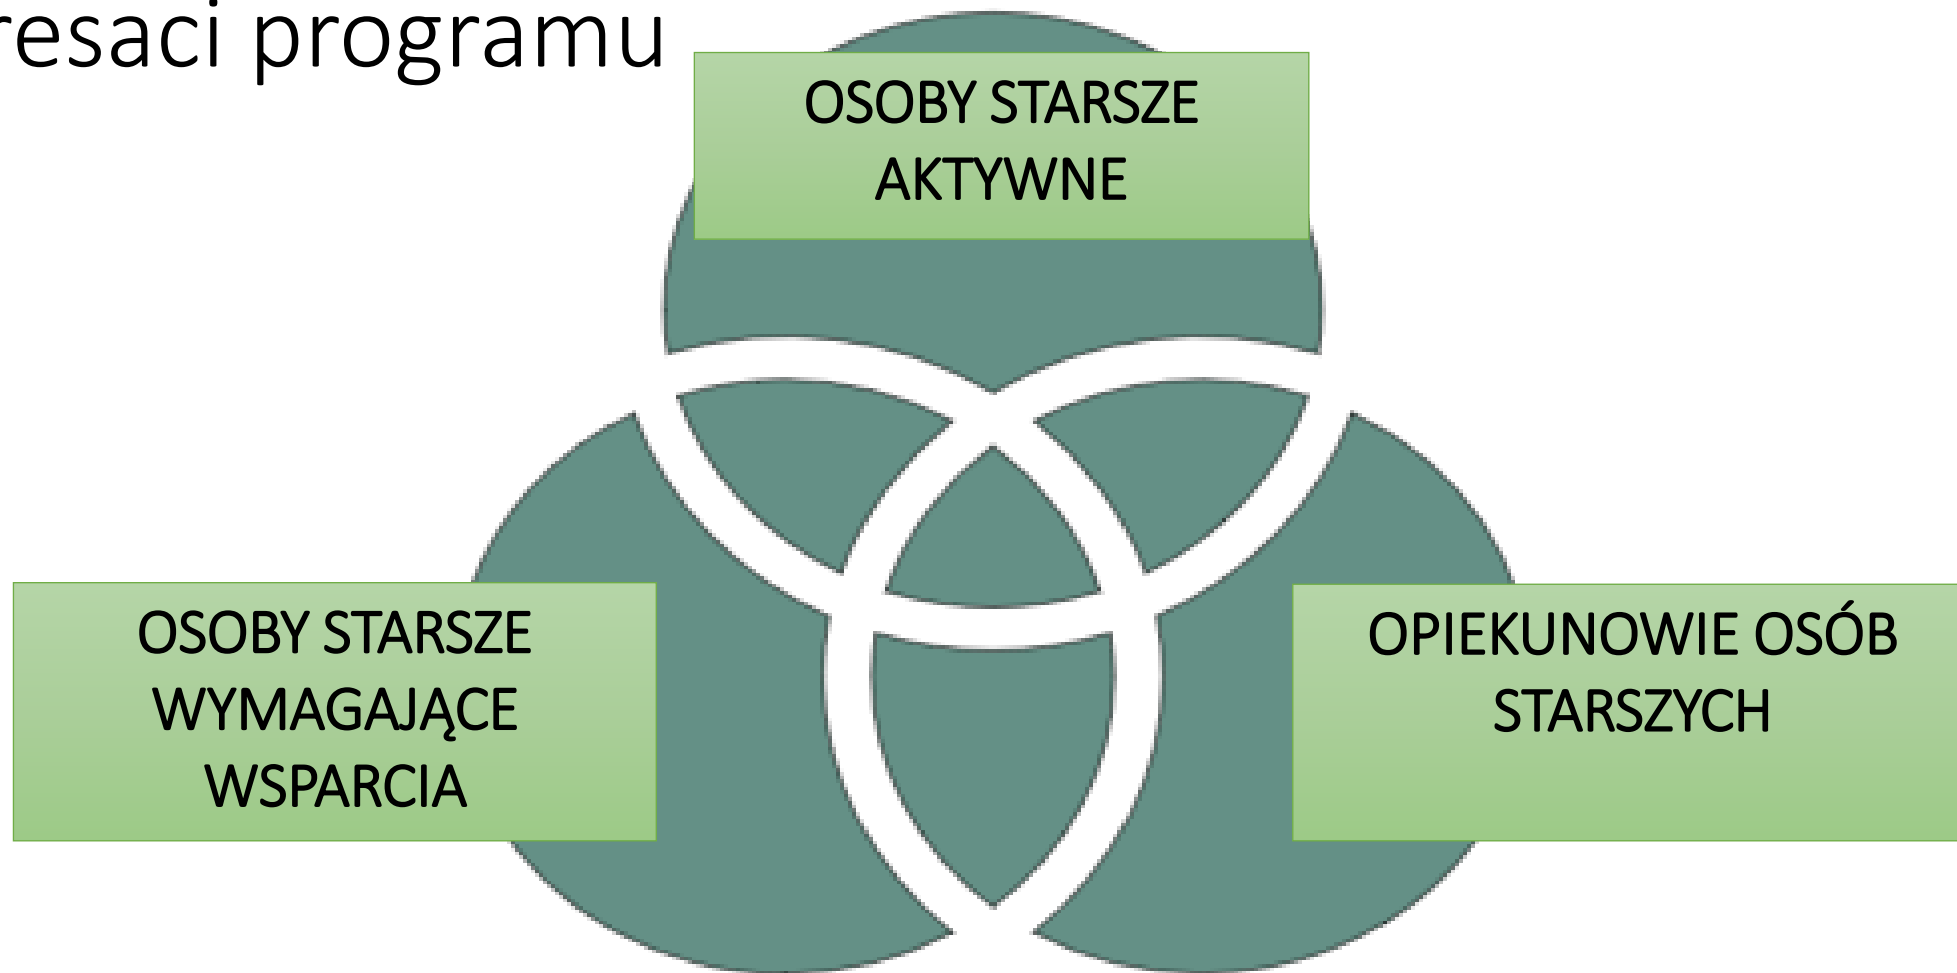 resaci programu
OSOBY STARSZE
AKTYWNE
OSOBY STARSZE
WYMAGAJĄCE
WSPARCIA
OPIEKUNOWIE OSÓB
STARSZYCH